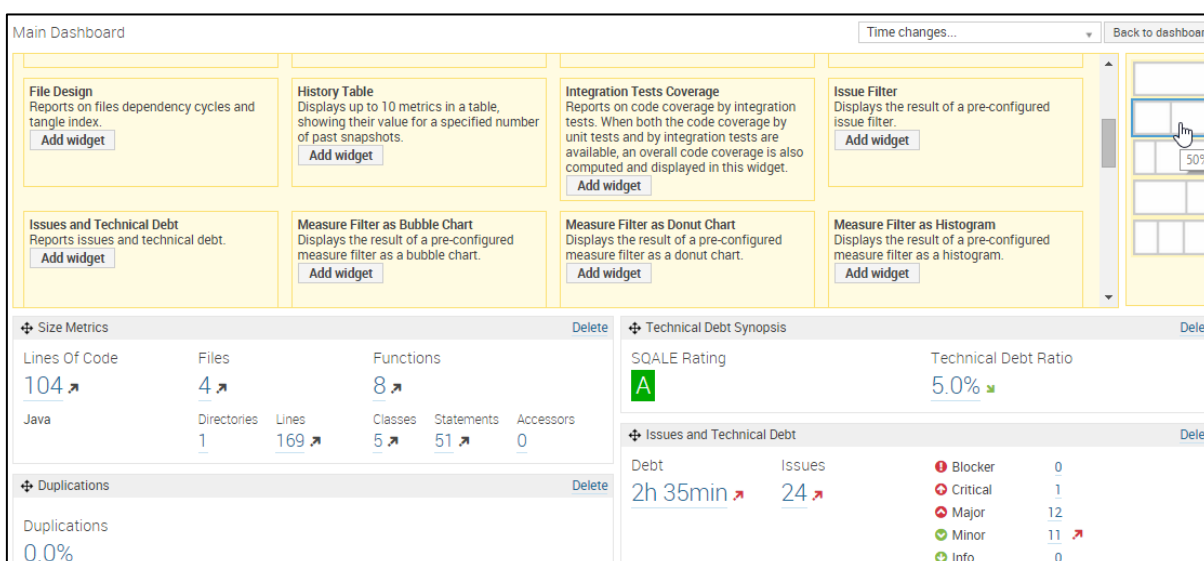 Main Dashboard
Time changes...
Back to dashboar
File Design
Reports on files dependency cycles and
tangle index.
Add widget
History Table
Displays up to 10 metrics in a table,
showing their value for a specified number
of past snapshots.
Add widget
Integration Tests Coverage
Reports on code coverage by integration
tests. When both the code coverage by
unit tests and by integration tests are
available, an overall code coverage is also
computed and displayed in this widget.
Add widget
Issue Filter
Displays the result of a pre-configured
issue filter.
Add widget
50%
Issues and Technical Debt
Reports issues and technical debt.
Add widget
Measure Filter as Bubble Chart
Displays the result of a pre-configured
measure filter as a bubble chart.
Add widget
Measure Filter as Donut Chart
Displays the result of a pre-configured
measure filter as a donut chart.
Add widget
Measure Filter as Histogram
Displays the result of a pre-configured
measure filter as a histogram.
Add widget
Size Metrics Delete
Lines Of Code Files Functions
104 4 8
Java Directories Lines Classes Statements Accessors
1 169 5 51 0
Duplications Delete
Duplications
0.0%
Technical Debt Synopsis Dele
SQALE Rating Technical Debt Ratio
A 5.0%
Issues and Technical Debt Dele
Debt Issues
2h 35min 24
Blocker 0
Critical 1
Major 12
Minor 11
Info 0